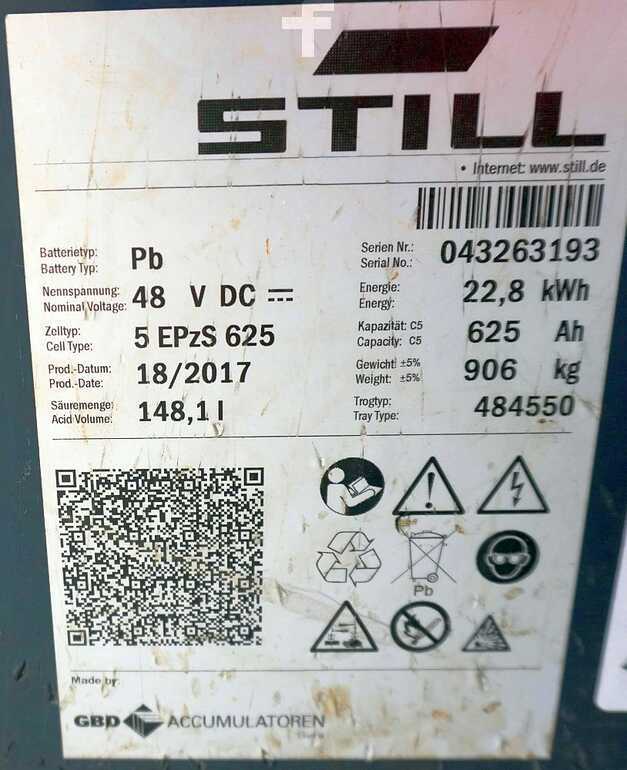 STILL
• Internet: www.still.de
Batterietyp: Pb
Battery Typ:
Serien Nr.: 043263193
Serial No.:
Nennspannung: 48 V DC
Nominal Voltage:
Energie: 22,8 kWh
Energy:
Zelltyp: 5 EPzS 625
Cell Type:
Kapazität: C5 625 Ah
Capacity: C5
Prod.-Datum: 18/2017
Prod.-Date:
Gewicht ±5% 906 kg
Weight: ±5%
Säuremenge: 148,1 l
Acid Volume:
Trogtyp: 484550
Tray Type:
Pb
Made by:
GBD ACCUMULATOREN